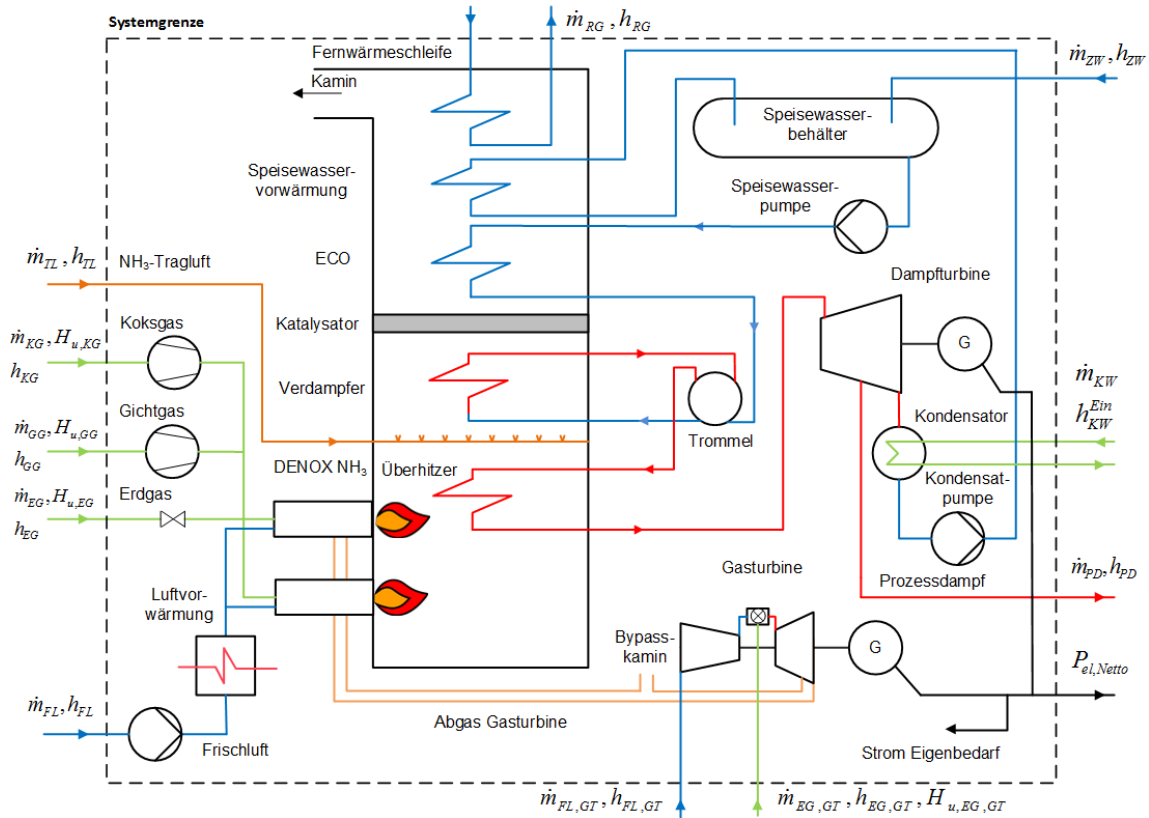 Systemgrenze
ṁ_RG , h_RG
Fernwärmeschleife
Kamin
ṁ_ZW , h_ZW
Speisewasser-
behälter
Speisewasser-
vorwärmung
Speisewasser-
pumpe
ṁ_TL , h_TL
NH₃-Tragluft
ECO
Dampfturbine
Koksgas
Katalysator
ṁ_KG , H_u,KG
h_KG
G
Verdampfer
ṁ_KW
Gichtgas
Kondensator
h_KW^Ein
ṁ_GG , H_u,GG
h_GG
Trommel
DENOX NH₃
Überhitzer
Kondensat-
pumpe
Erdgas
ṁ_EG , H_u,EG
h_EG
Gasturbine
Prozessdampf
ṁ_PD , h_PD
Luftvor-
wärmung
Bypass-
kamin
G
P_el,Netto
ṁ_FL , h_FL
Frischluft
Abgas Gasturbine
Strom Eigenbedarf
ṁ_FL,GT , h_FL,GT
ṁ_EG,GT , h_EG,GT , H_u,EG,GT